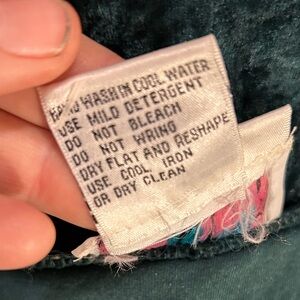 HAND WASH IN COOL WATER
USE MILD DETERGENT
DO NOT BLEACH
DO NOT WRING
DRY FLAT AND RESHAPE
USE COOL IRON
OR DRY CLEAN